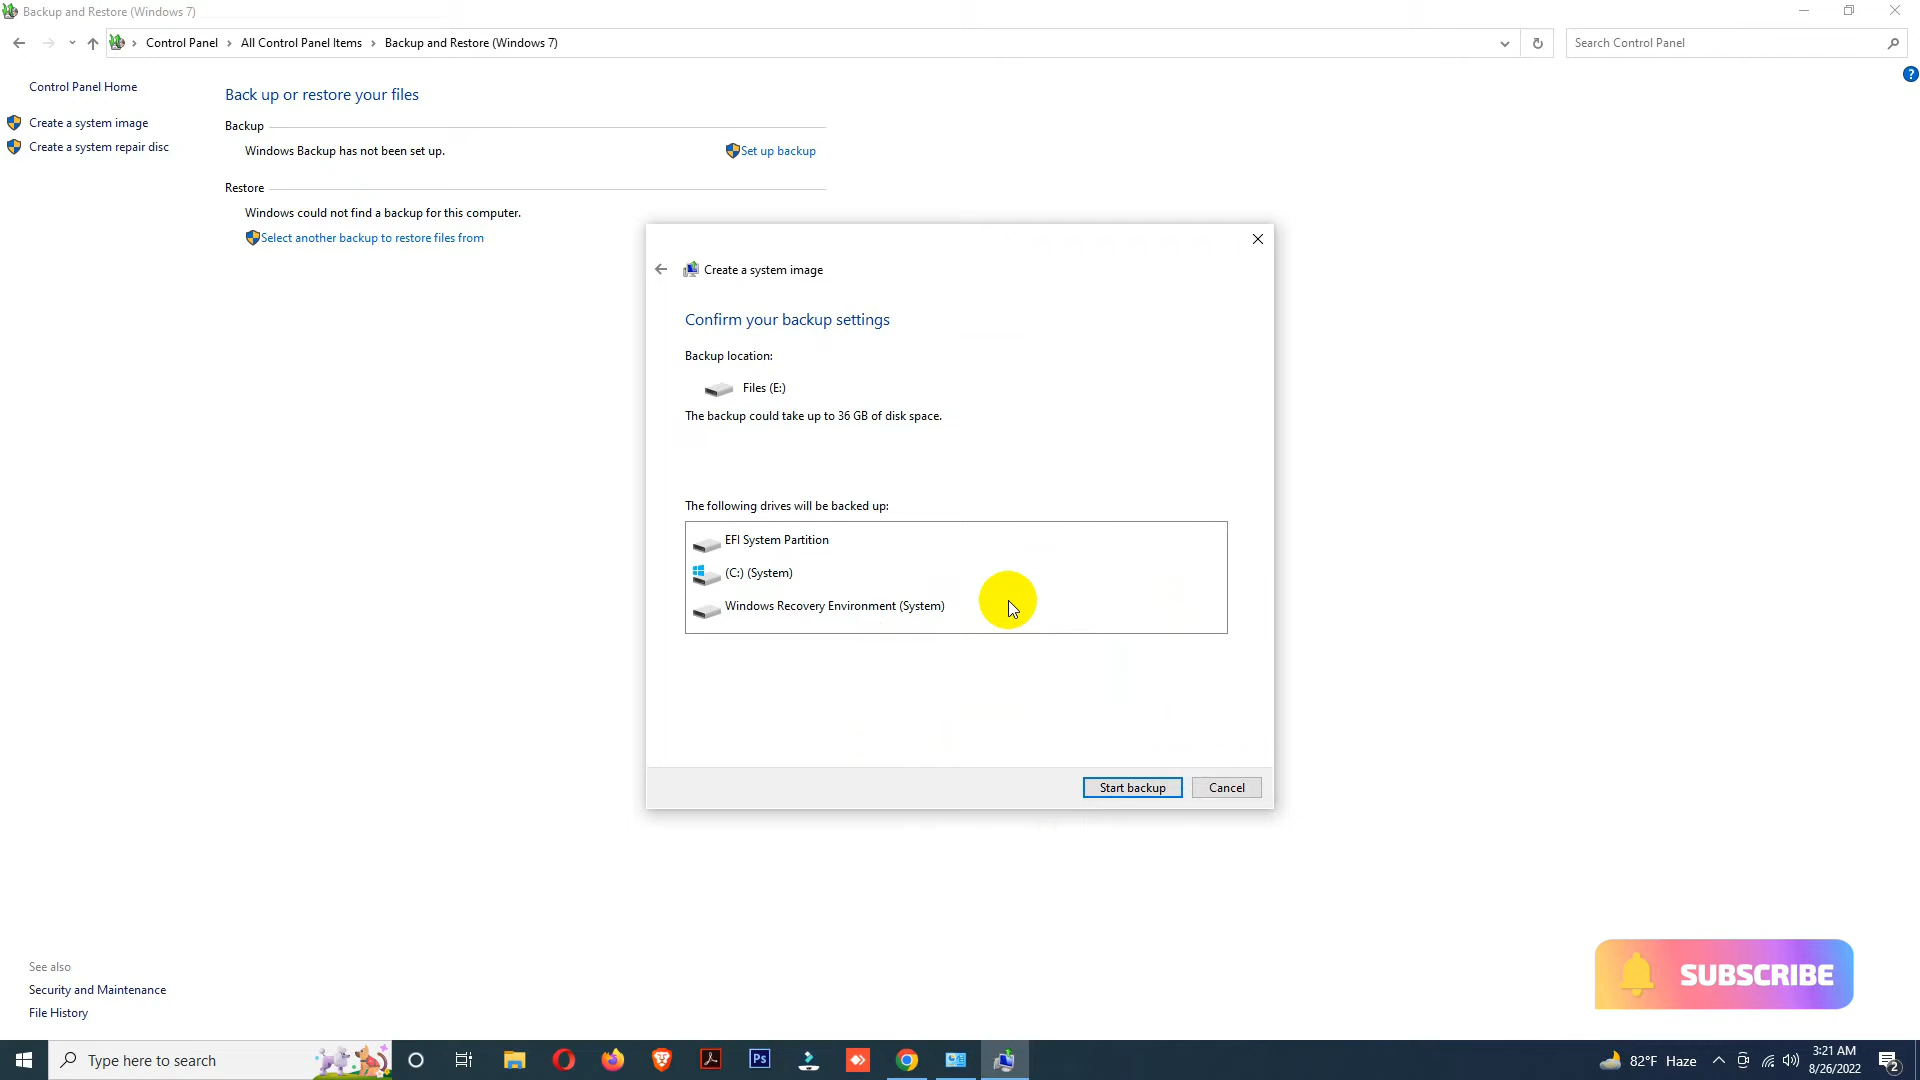 Backup and Restore (Windows 7)
Control Panel > All Control Panel Items > Backup and Restore (Windows 7)
Search Control Panel
Control Panel Home
Create a system image
Create a system repair disc
Back up or restore your files
Backup
Windows Backup has not been set up.
Set up backup
Restore
Windows could not find a backup for this computer.
Select another backup to restore files from
Create a system image
Confirm your backup settings
Backup location:
Files (E:)
The backup could take up to 36 GB of disk space.
The following drives will be backed up:
EFI System Partition
(C:) (System)
Windows Recovery Environment (System)
Start backup
Cancel
See also
Security and Maintenance
File History
SUBSCRIBE
Type here to search
Ps
82°F Haze
3:21 AM
8/26/2022
2